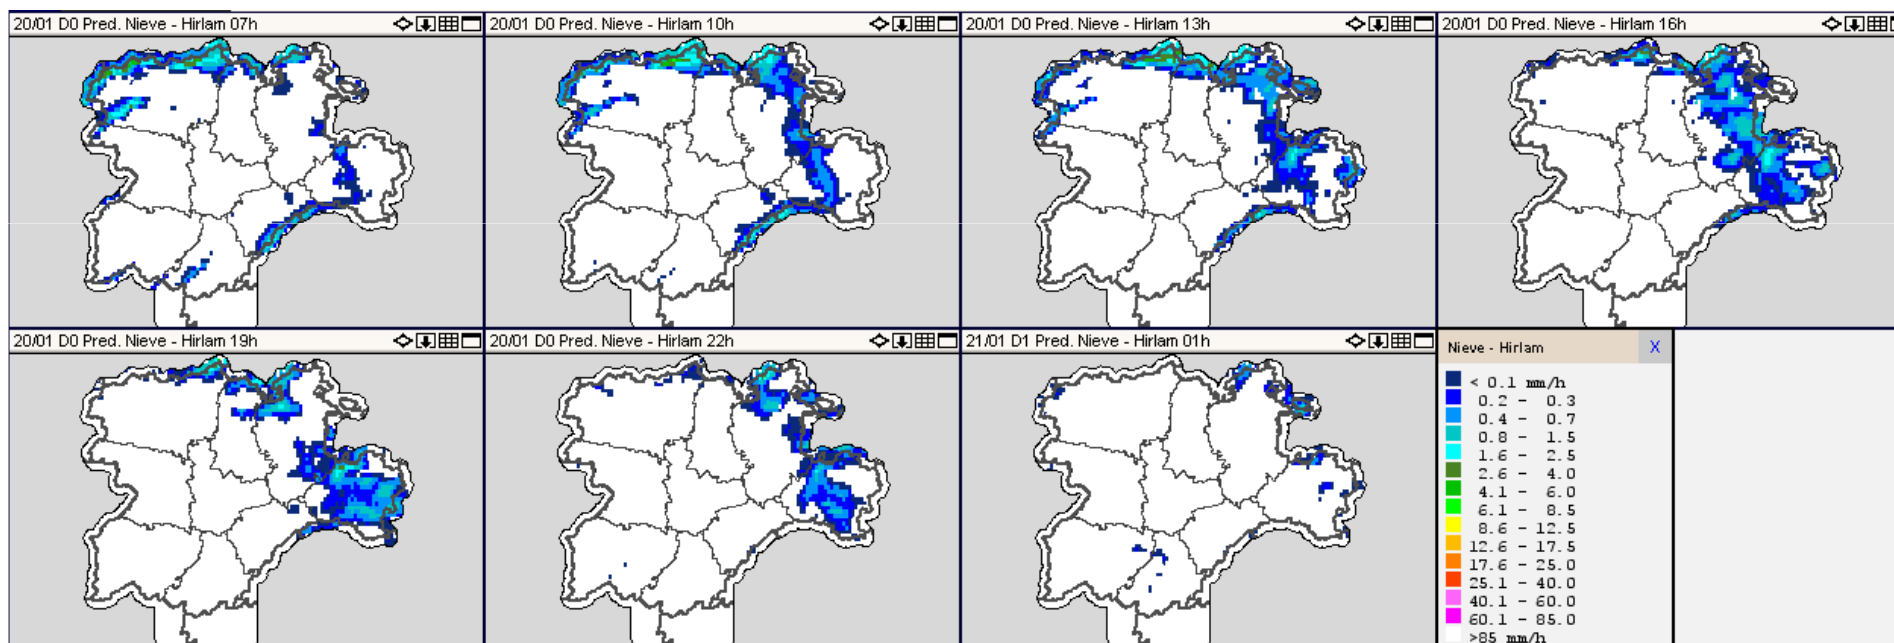 20/01 D0 Pred. Nieve - Hirlam 07h
20/01 D0 Pred. Nieve - Hirlam 10h
20/01 D0 Pred. Nieve - Hirlam 13h
20/01 D0 Pred. Nieve - Hirlam 16h
20/01 D0 Pred. Nieve - Hirlam 19h
20/01 D0 Pred. Nieve - Hirlam 22h
21/01 D1 Pred. Nieve - Hirlam 01h
Nieve - Hirlam X
< 0.1 mm/h
0.2 - 0.3
0.4 - 0.7
0.8 - 1.5
1.6 - 2.5
2.6 - 4.0
4.1 - 6.0
6.1 - 8.5
8.6 - 12.5
12.6 - 17.5
17.6 - 25.0
25.1 - 40.0
40.1 - 60.0
60.1 - 85.0
>85 mm/h